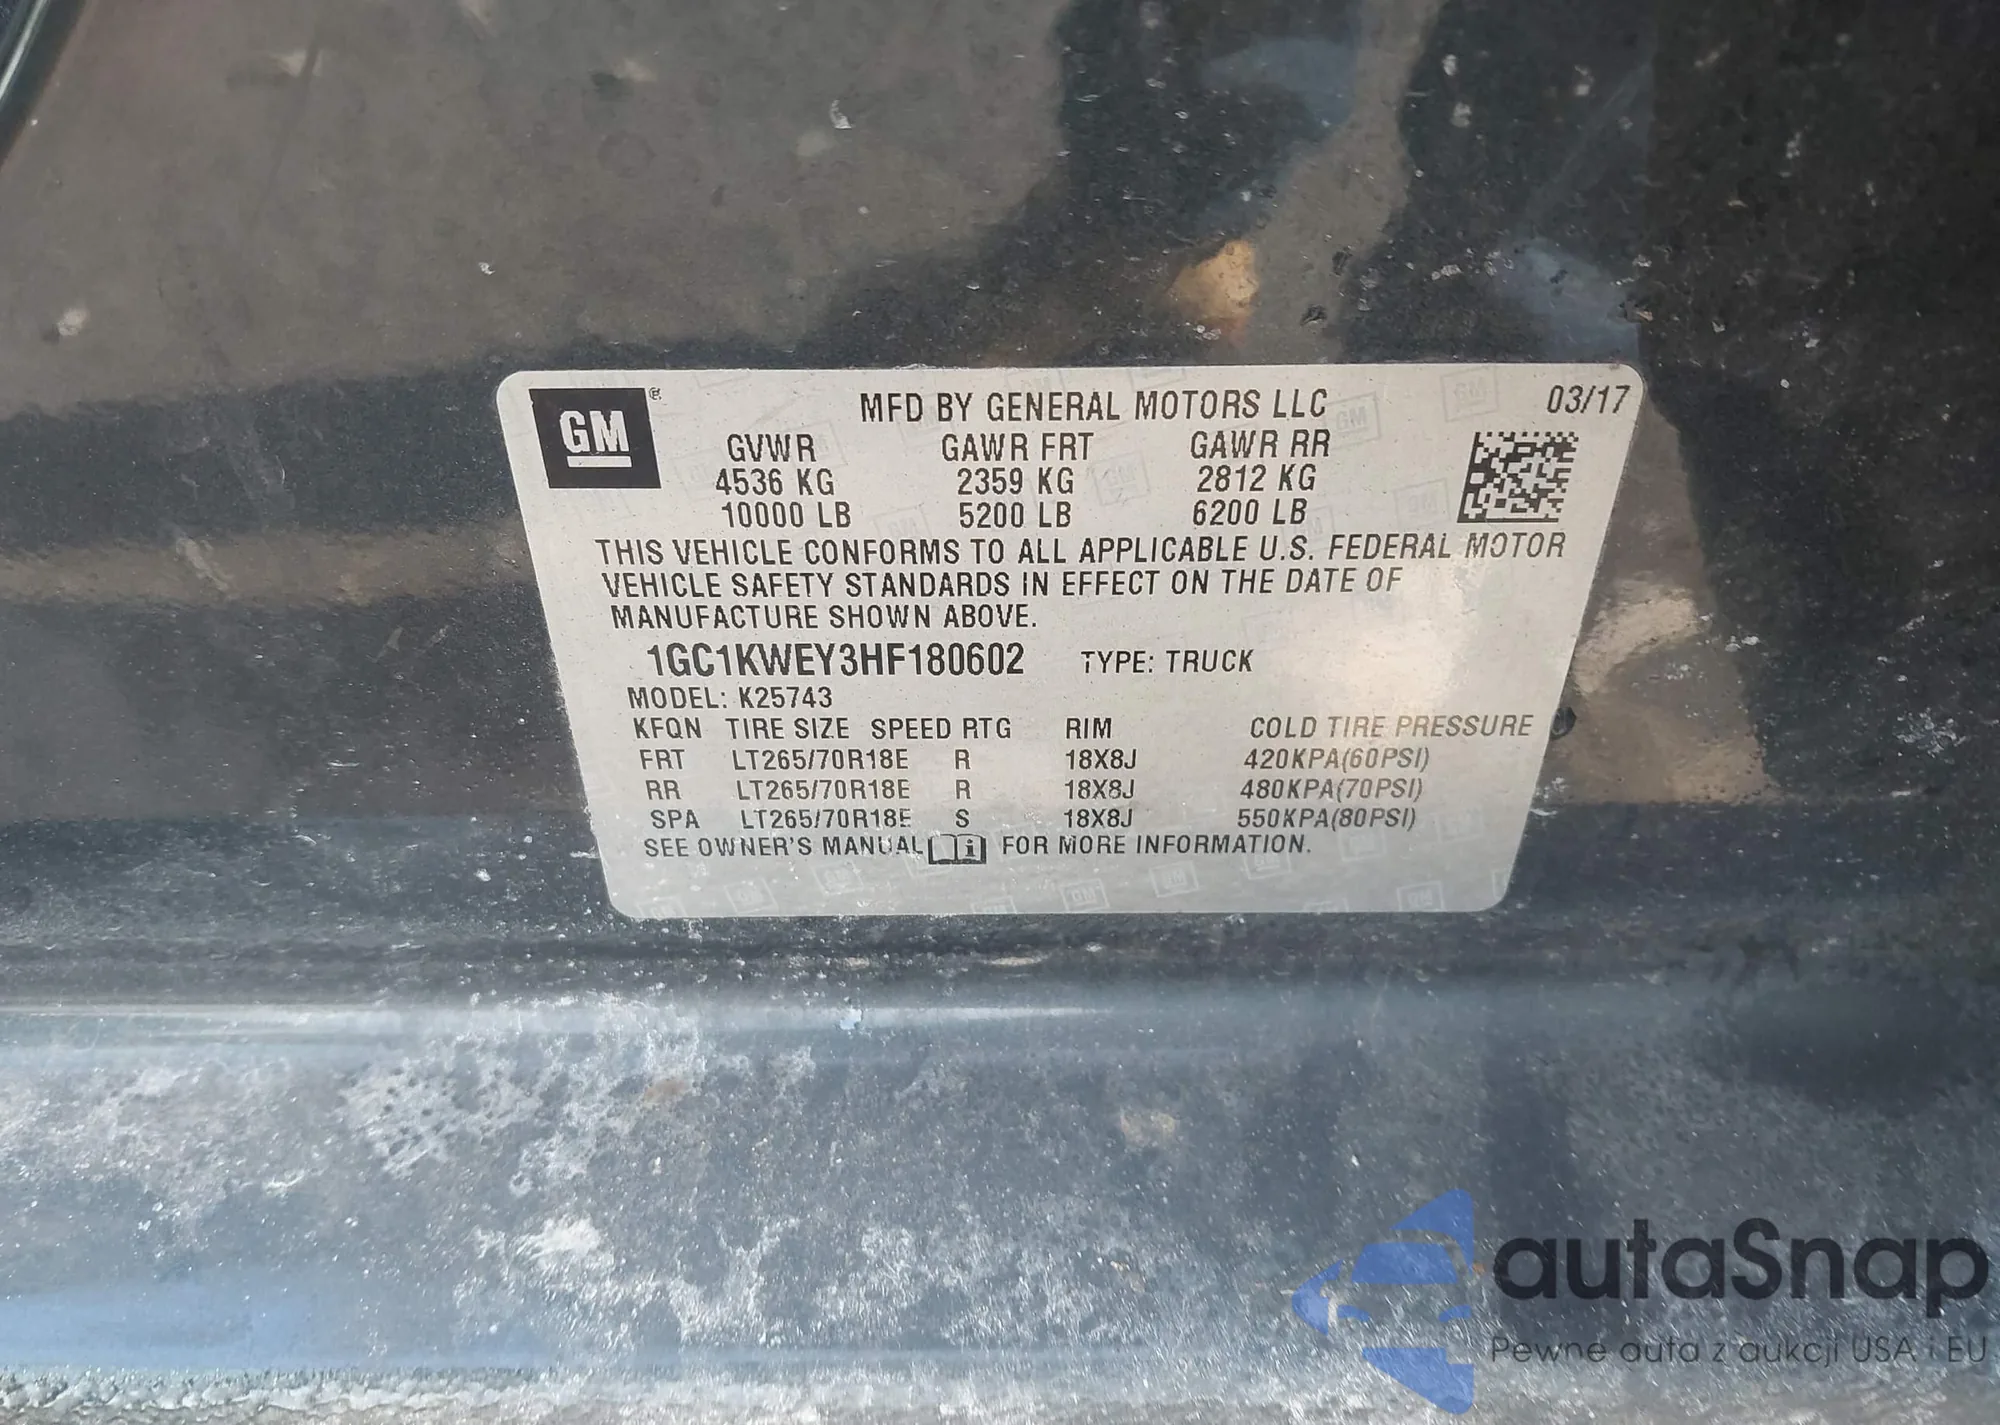 GM ®
MFD BY GENERAL MOTORS LLC 03/17
GVWR GAWR FRT GAWR RR
4536 KG 2359 KG 2812 KG
10000 LB 5200 LB 6200 LB
THIS VEHICLE CONFORMS TO ALL APPLICABLE U.S. FEDERAL MOTOR
VEHICLE SAFETY STANDARDS IN EFFECT ON THE DATE OF
MANUFACTURE SHOWN ABOVE.
1GC1KWEY3HF180602 TYPE: TRUCK
MODEL: K25743
KFQN TIRE SIZE SPEED RTG RIM COLD TIRE PRESSURE
FRT LT265/70R18E R 18X8J 420KPA(60PSI)
RR LT265/70R18E R 18X8J 480KPA(70PSI)
SPA LT265/70R18E S 18X8J 550KPA(80PSI)
SEE OWNER'S MANUAL i FOR MORE INFORMATION.
autaSnap
Pewne auta z aukcji USA i EU